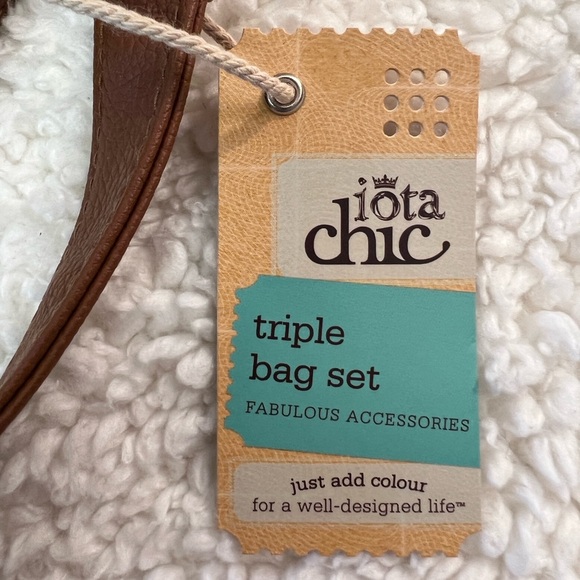 iota
chic
triple
bag set
FABULOUS ACCESSORIES
just add colour
for a well-designed life™